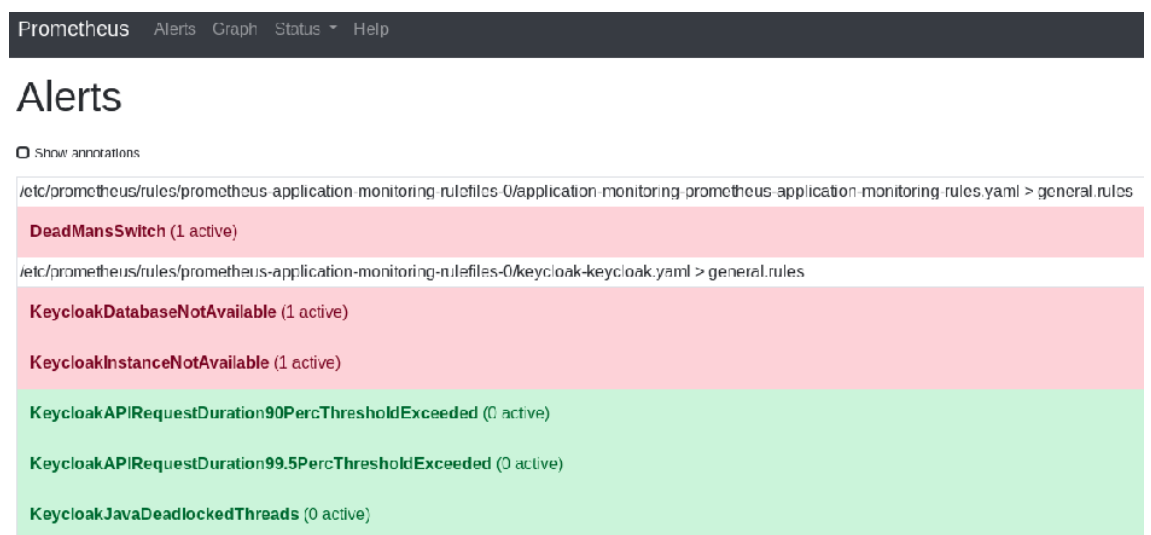 Prometheus Alerts Graph Status Help
Alerts
Show annotations
/etc/prometheus/rules/prometheus-application-monitoring-rulefiles-0/application-monitoring-prometheus-application-monitoring-rules.yaml > general.rules
DeadMansSwitch (1 active)
/etc/prometheus/rules/prometheus-application-monitoring-rulefiles-0/keycloak-keycloak.yaml > general.rules
KeycloakDatabaseNotAvailable (1 active)
KeycloakInstanceNotAvailable (1 active)
KeycloakAPIRequestDuration90PercThresholdExceeded (0 active)
KeycloakAPIRequestDuration99.5PercThresholdExceeded (0 active)
KeycloakJavaDeadlockedThreads (0 active)